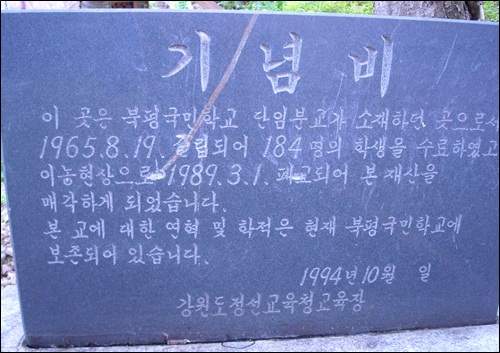 기념비
이 곳은 북평국민학교 단임분교가 소재하던 곳으로서
1965.8.19. 설립되어 184명의 학생을 수료하였고
이농현상으로 1989.3.1. 폐교되어 본 재산을
매각하게 되었습니다.
본 교에 대한 연혁 및 학적은 현재 북평국민학교에
보존되어 있습니다.
1994년 10월 일
강원도정선교육청교육장